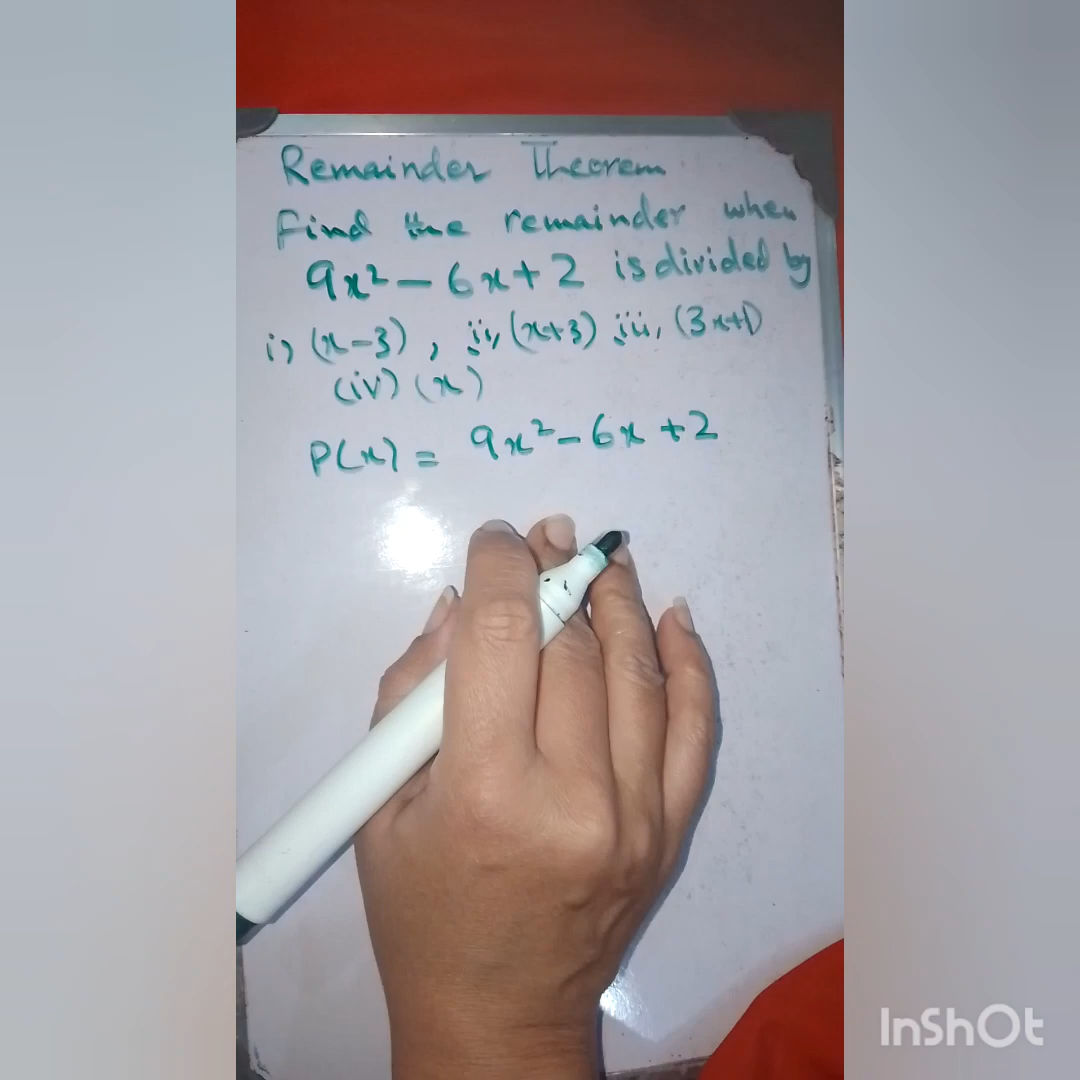 Remainder Theorem
Find the remainder when
9x² - 6x + 2 is divided by
i, (x-3), ii, (x+3) iii, (3x+1)
(iv) (x)
P(x) = 9x² - 6x + 2
InShOt